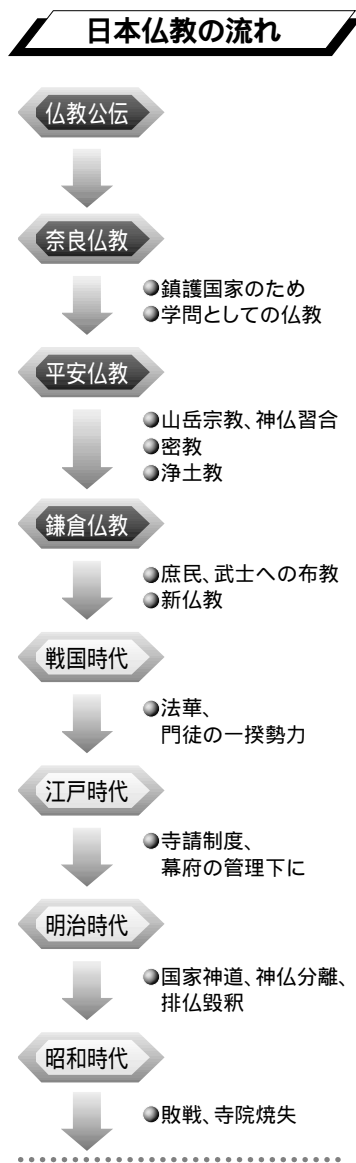 日本仏教の流れ
仏教公伝
奈良仏教
●鎮護国家のため
●学問としての仏教
平安仏教
●山岳宗教、神仏習合
●密教
●浄土教
鎌倉仏教
●庶民、武士への布教
●新仏教
戦国時代
●法華、
門徒の一揆勢力
江戸時代
●寺請制度、
幕府の管理下に
明治時代
●国家神道、神仏分離、
排仏毀釈
昭和時代
●敗戦、寺院焼失